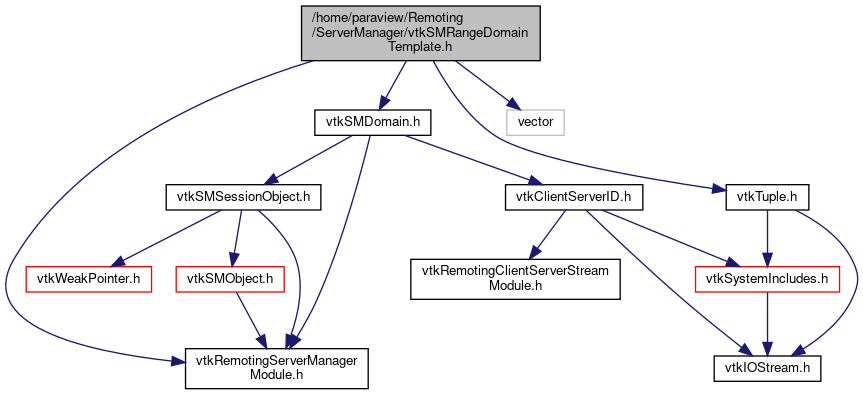 /home/paraview/Remoting
/ServerManager/vtkSMRangeDomain
Template.h
vtkSMDomain.h
vector
vtkSMSessionObject.h
vtkClientServerID.h
vtkTuple.h
vtkWeakPointer.h
vtkSMObject.h
vtkRemotingClientServerStream
Module.h
vtkSystemIncludes.h
vtkRemotingServerManager
Module.h
vtkIOStream.h